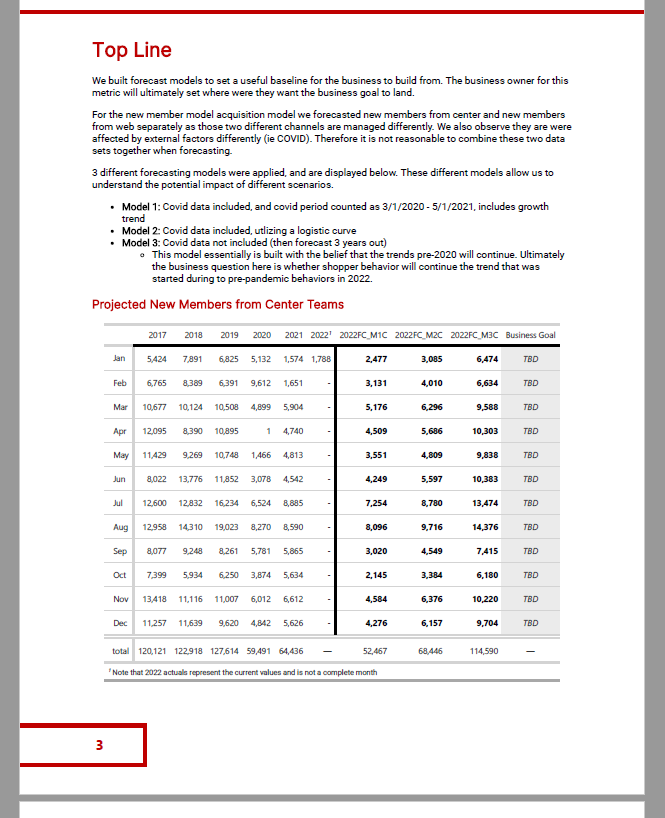 Top Line
We built forecast models to set a useful baseline for the business to build from. The business owner for this
metric will ultimately set where were they want the business goal to land.
For the new member model acquisition model we forecasted new members from center and new members
from web separately as those two different channels are managed differently. We also observe they are were
affected by external factors differently (ie COVID). Therefore it is not reasonable to combine these two data
sets together when forecasting.
3 different forecasting models were applied, and are displayed below. These different models allow us to
understand the potential impact of different scenarios.
• Model 1: Covid data included, and covid period counted as 3/1/2020 - 5/1/2021, includes growth
trend
• Model 2: Covid data included, utlizing a logistic curve
• Model 3: Covid data not included (then forecast 3 years out)
◦ This model essentially is built with the belief that the trends pre-2020 will continue. Ultimately
the business question here is whether shopper behavior will continue the trend that was
started during to pre-pandemic behaviors in 2022.
Projected New Members from Center Teams
2017 2018 2019 2020 2021 2022¹ 2022FC_M1C 2022FC_M2C 2022FC_M3C Business Goal
Jan 5,424 7,891 6,825 5,132 1,574 1,788 2,477 3,085 6,474 TBD
Feb 6,765 8,389 6,391 9,612 1,651 - 3,131 4,010 6,634 TBD
Mar 10,677 10,124 10,508 4,899 5,904 - 5,176 6,296 9,588 TBD
Apr 12,095 8,390 10,895 1 4,740 - 4,509 5,686 10,303 TBD
May 11,429 9,269 10,748 1,466 4,813 - 3,551 4,809 9,838 TBD
Jun 8,022 13,776 11,852 3,078 4,542 - 4,249 5,597 10,383 TBD
Jul 12,600 12,832 16,234 6,524 8,885 - 7,254 8,780 13,474 TBD
Aug 12,958 14,310 19,023 8,270 8,590 - 8,096 9,716 14,376 TBD
Sep 8,077 9,248 8,261 5,781 5,865 - 3,020 4,549 7,415 TBD
Oct 7,399 5,934 6,250 3,874 5,634 - 2,145 3,384 6,180 TBD
Nov 13,418 11,116 11,007 6,012 6,612 - 4,584 6,376 10,220 TBD
Dec 11,257 11,639 9,620 4,842 5,626 - 4,276 6,157 9,704 TBD
total 120,121 122,918 127,614 59,491 64,436 — 52,467 68,446 114,590 —
¹ Note that 2022 actuals represent the current values and is not a complete month
3